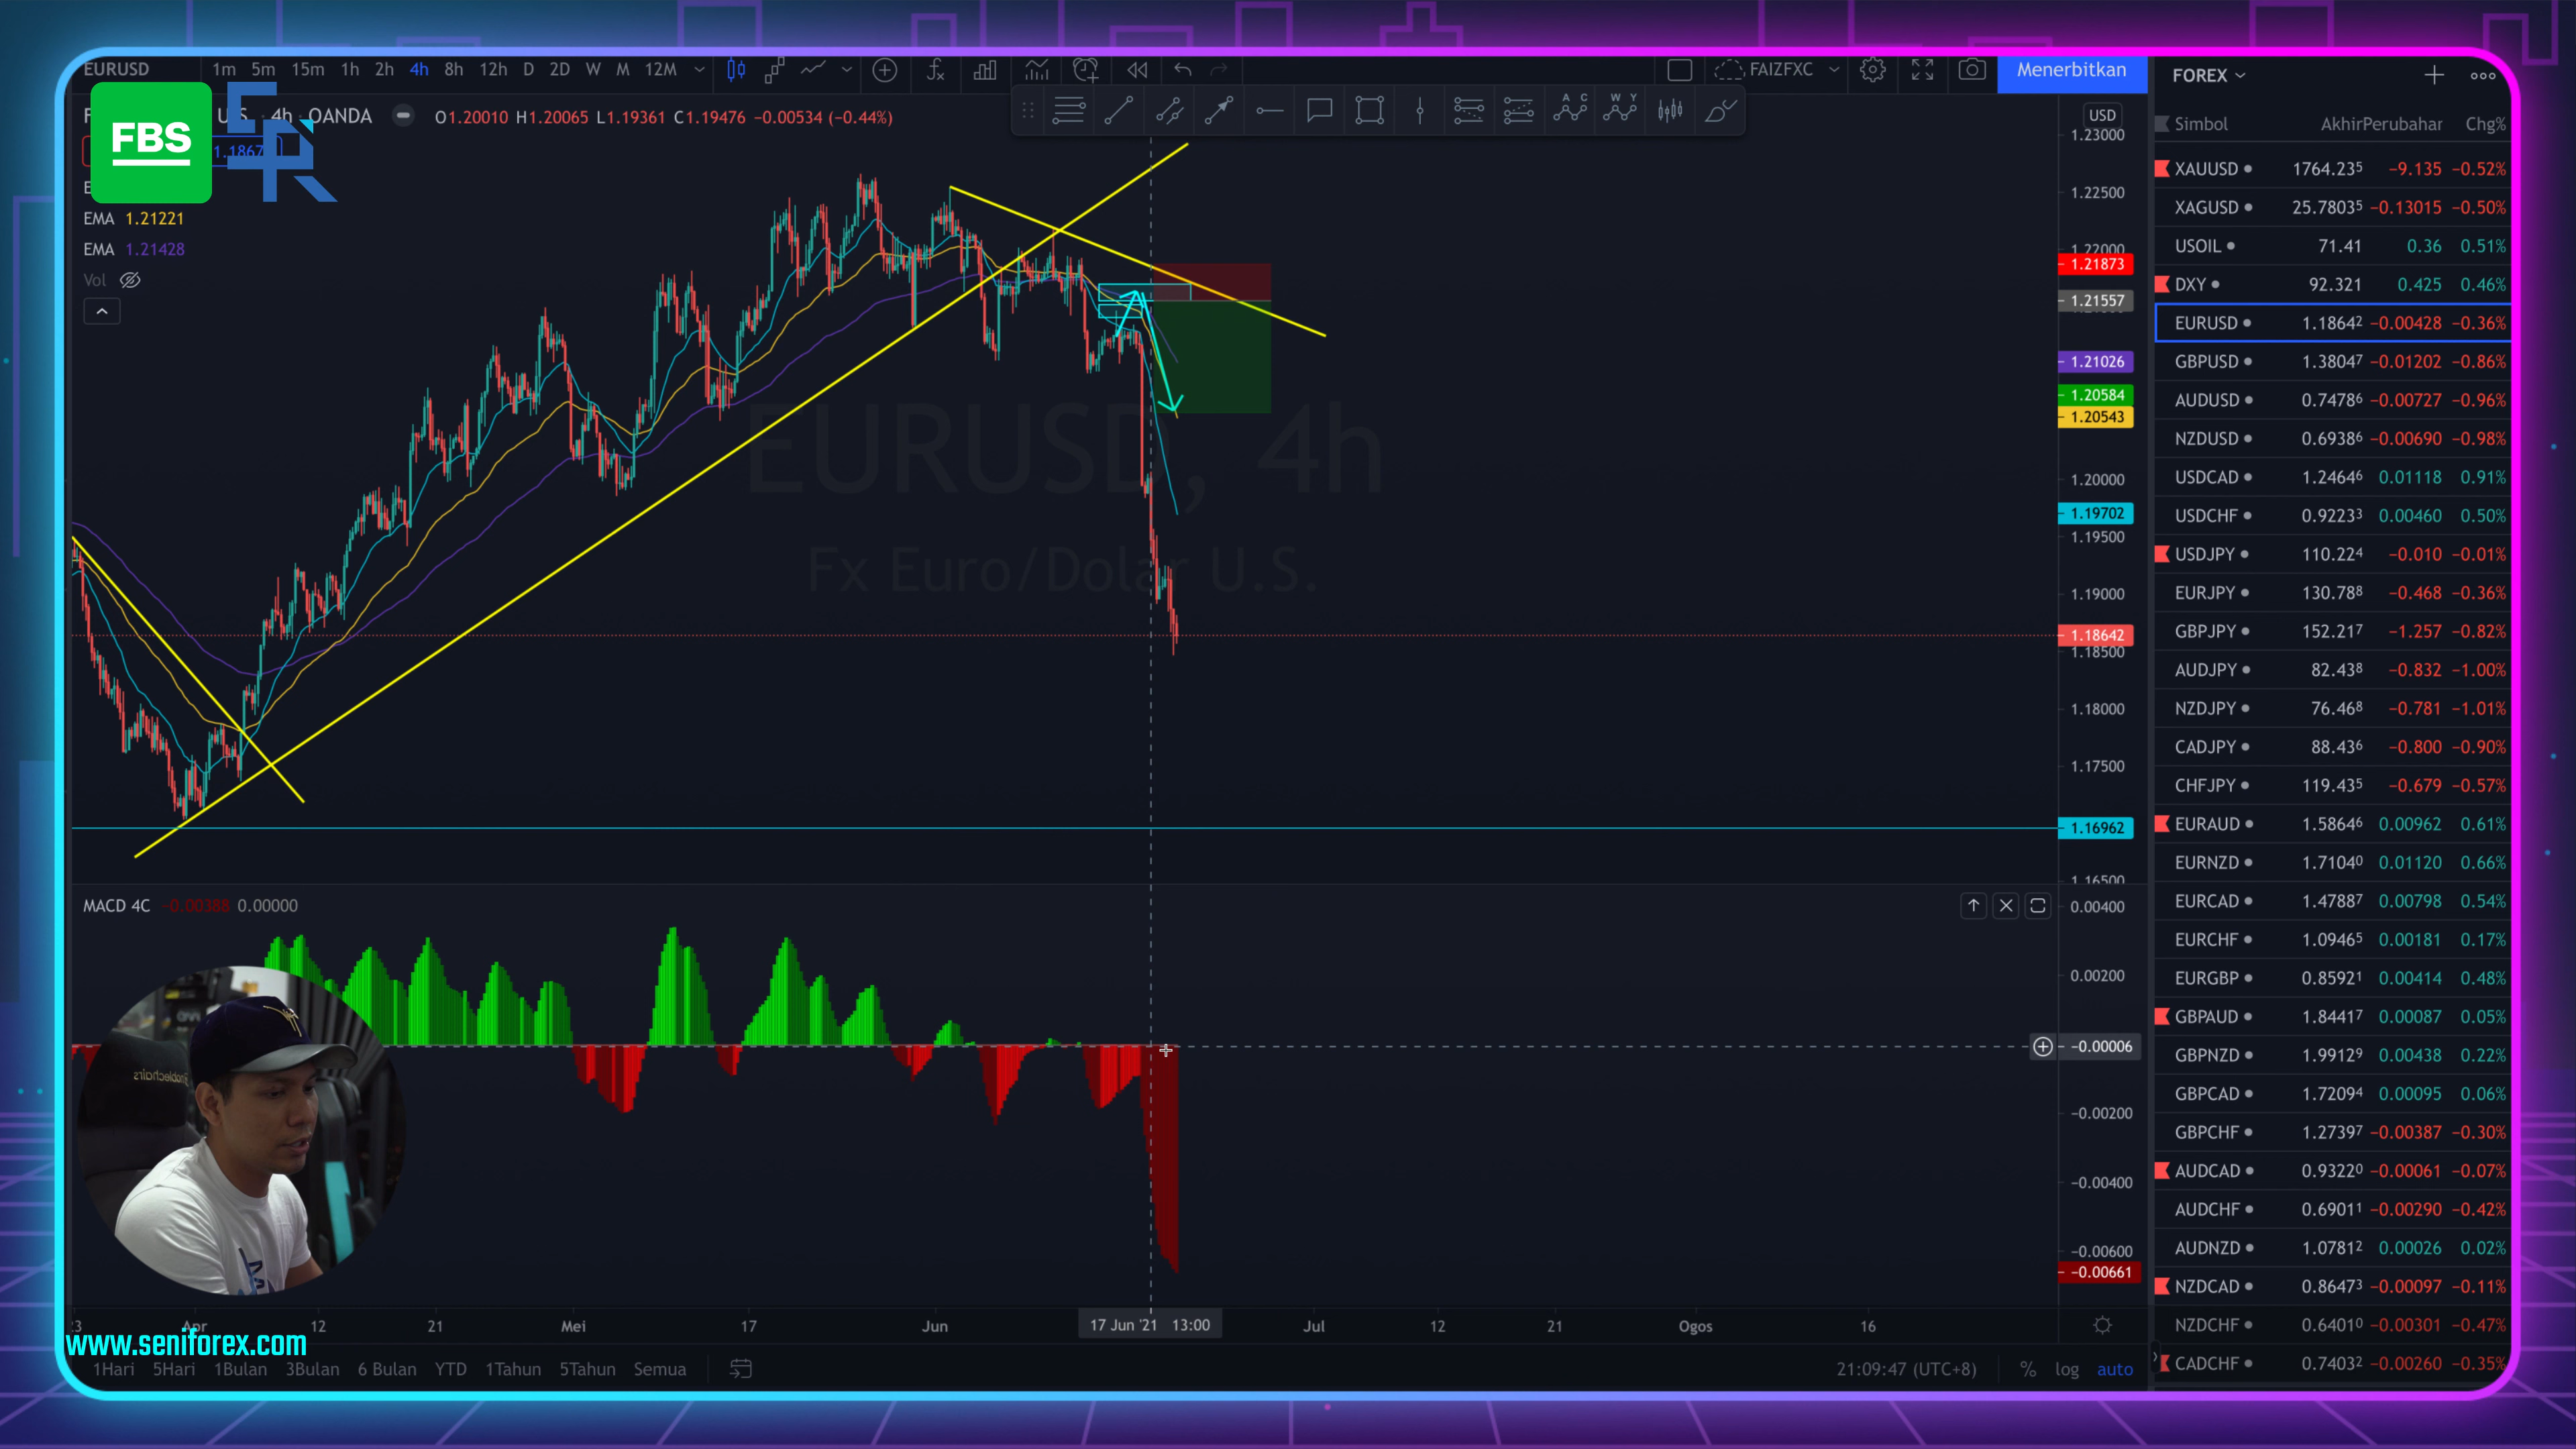 EURUSD 1m 5m 15m 1h 2h 4h 8h 12h D 2D W M 12M FAIZFXC Menerbitkan
FBS
U.S. 4h OANDA O1.20010 H1.20065 L1.19361 C1.19476 −0.00534 (−0.44%)
EMA 1.21221
EMA 1.21428
Vol
A C
W Y
EURUSD, 4h
Fx Euro/Dolar U.S.
USD
1.23000
1.22500
1.22000
1.21873
1.21557
1.21026
1.20584
1.20543
1.20000
1.19702
1.19500
1.19000
1.18642
1.18500
1.18000
1.17500
1.16962
1.16500
MACD 4C −0.00388 0.00000
0.00400
0.00200
−0.00006
−0.00200
−0.00400
−0.00600
−0.00661
Apr 12 21 Mei 17 Jun 17 Jun '21 13:00 Jul 12 21 Ogos 16
www.seniforex.com
1Hari 5Hari 1Bulan 3Bulan 6 Bulan YTD 1Tahun 5Tahun Semua 21:09:47 (UTC+8) % log auto
FOREX
Simbol Akhir Perubahar Chg%
XAUUSD 1764.235 −9.135 −0.52%
XAGUSD 25.78035 −0.13015 −0.50%
USOIL 71.41 0.36 0.51%
DXY 92.321 0.425 0.46%
EURUSD 1.18642 −0.00428 −0.36%
GBPUSD 1.38047 −0.01202 −0.86%
AUDUSD 0.74786 −0.00727 −0.96%
NZDUSD 0.69386 −0.00690 −0.98%
USDCAD 1.24646 0.01118 0.91%
USDCHF 0.92233 0.00460 0.50%
USDJPY 110.224 −0.010 −0.01%
EURJPY 130.788 −0.468 −0.36%
GBPJPY 152.217 −1.257 −0.82%
AUDJPY 82.438 −0.832 −1.00%
NZDJPY 76.468 −0.781 −1.01%
CADJPY 88.436 −0.800 −0.90%
CHFJPY 119.435 −0.679 −0.57%
EURAUD 1.58646 0.00962 0.61%
EURNZD 1.71040 0.01120 0.66%
EURCAD 1.47887 0.00798 0.54%
EURCHF 1.09465 0.00181 0.17%
EURGBP 0.85921 0.00414 0.48%
GBPAUD 1.84417 0.00087 0.05%
GBPNZD 1.99129 0.00438 0.22%
GBPCAD 1.72094 0.00095 0.06%
GBPCHF 1.27397 −0.00387 −0.30%
AUDCAD 0.93220 −0.00061 −0.07%
AUDCHF 0.69011 −0.00290 −0.42%
AUDNZD 1.07812 0.00026 0.02%
NZDCAD 0.86473 −0.00097 −0.11%
NZDCHF 0.64010 −0.00301 −0.47%
CADCHF 0.74032 −0.00260 −0.35%